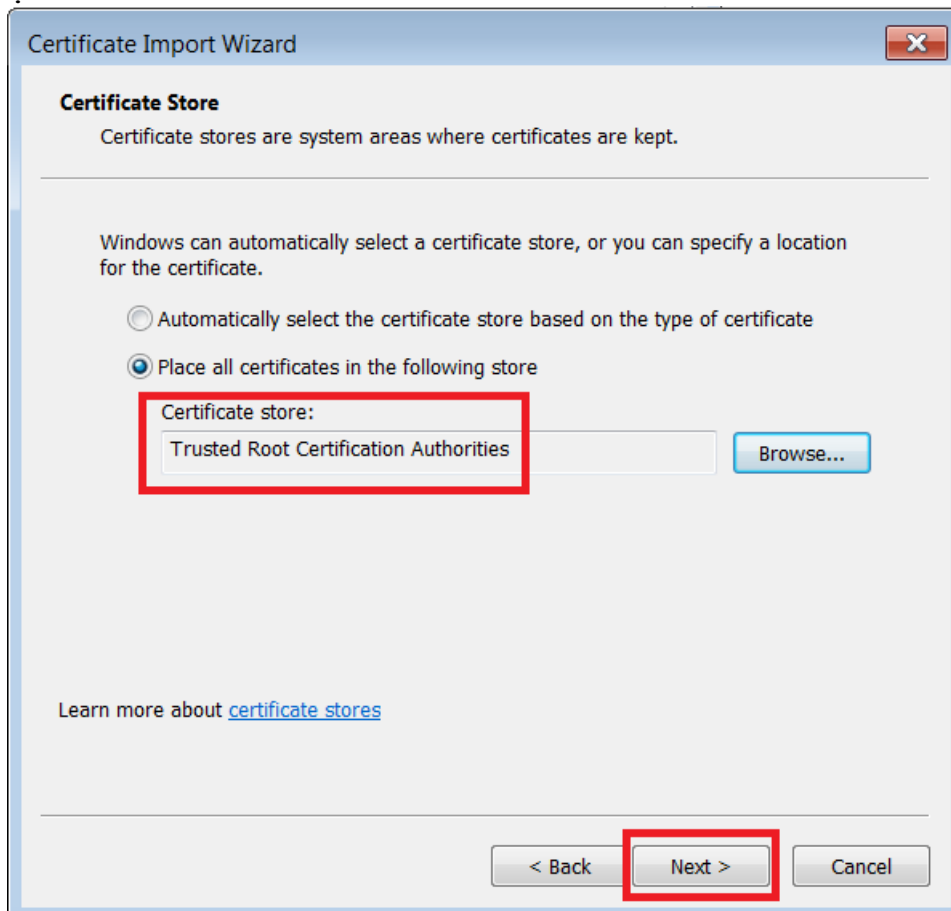 Certificate Import Wizard
Certificate Store
Certificate stores are system areas where certificates are kept.
Windows can automatically select a certificate store, or you can specify a location
for the certificate.
Automatically select the certificate store based on the type of certificate
Place all certificates in the following store
Certificate store:
Trusted Root Certification Authorities
Browse...
Learn more about certificate stores
< Back
Next >
Cancel